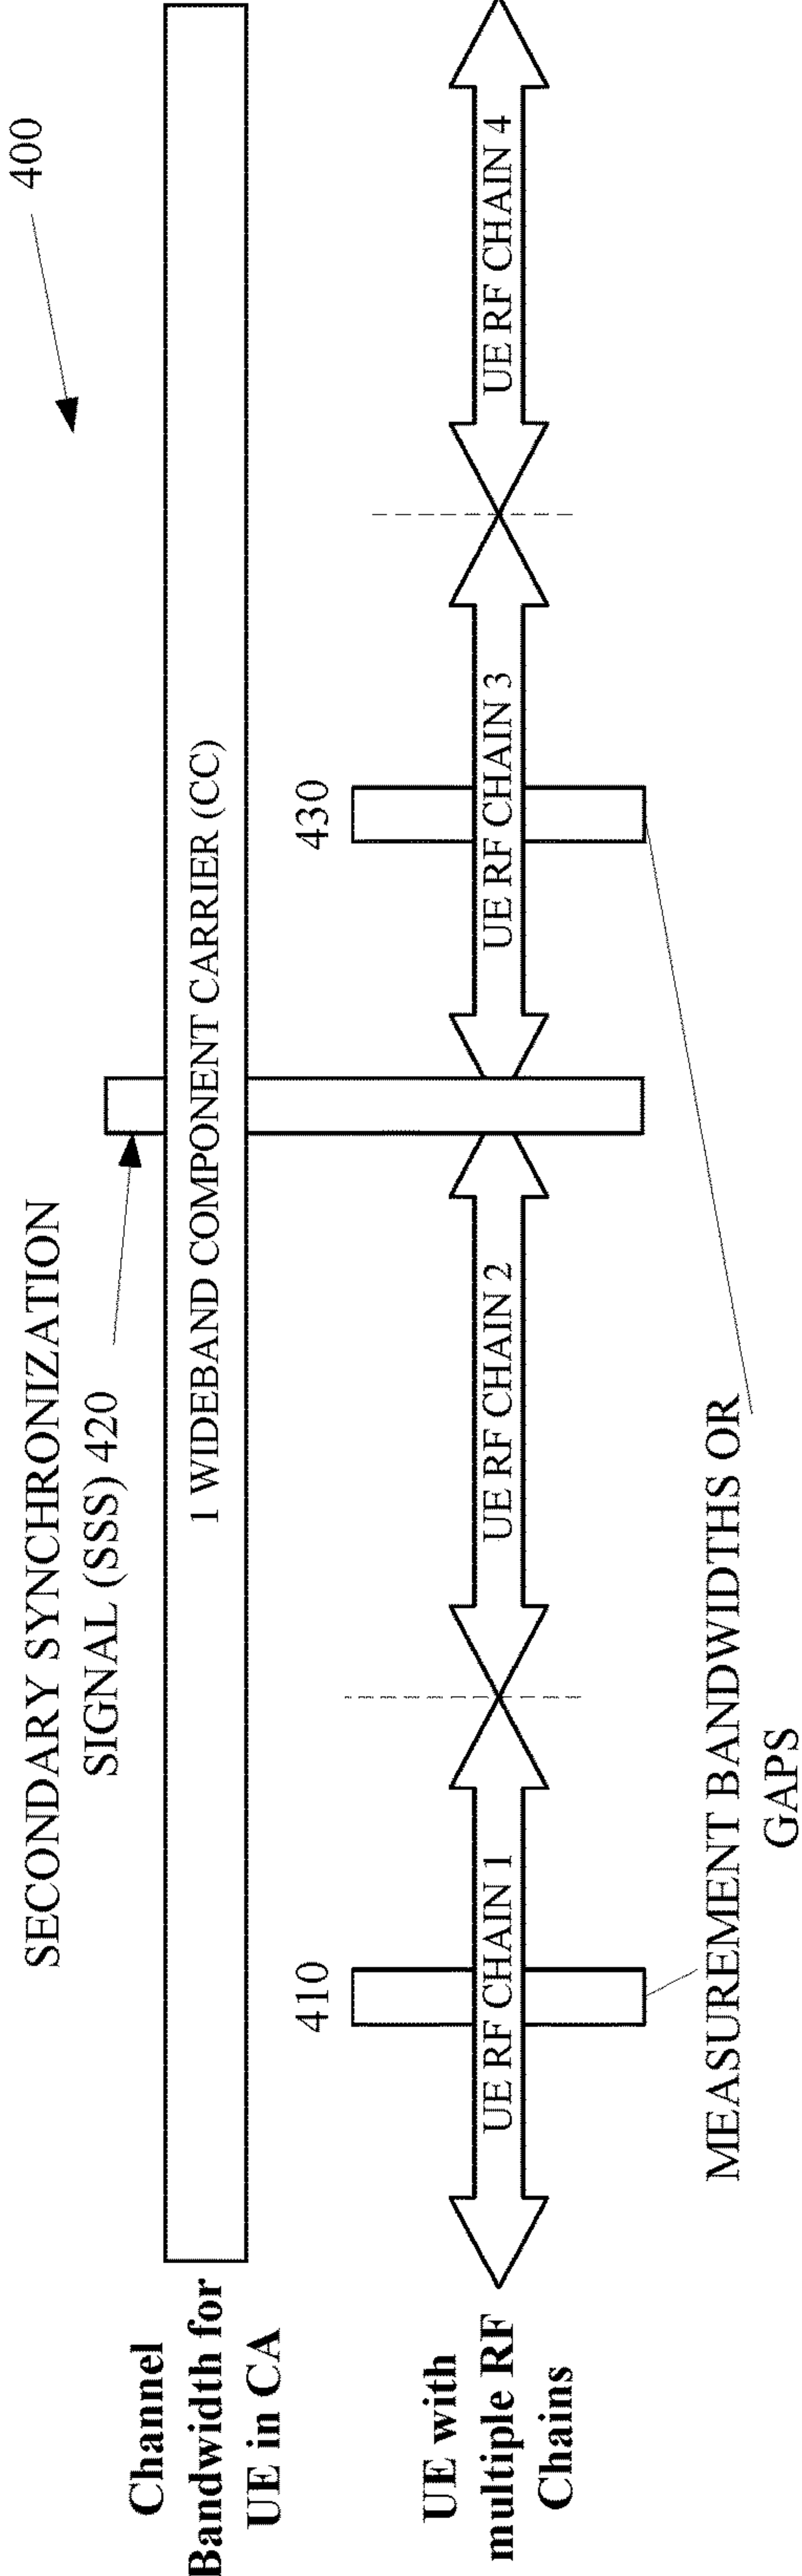 400
SECONDARY SYNCHRONIZATION
SIGNAL (SSS) 420
Channel
Bandwidth for
UE in CA
1 WIDEBAND COMPONENT CARRIER (CC)
410
430
UE with
multiple RF
Chains
UE RF CHAIN 1
UE RF CHAIN 2
UE RF CHAIN 3
UE RF CHAIN 4
MEASUREMENT BANDWIDTHS OR
GAPS